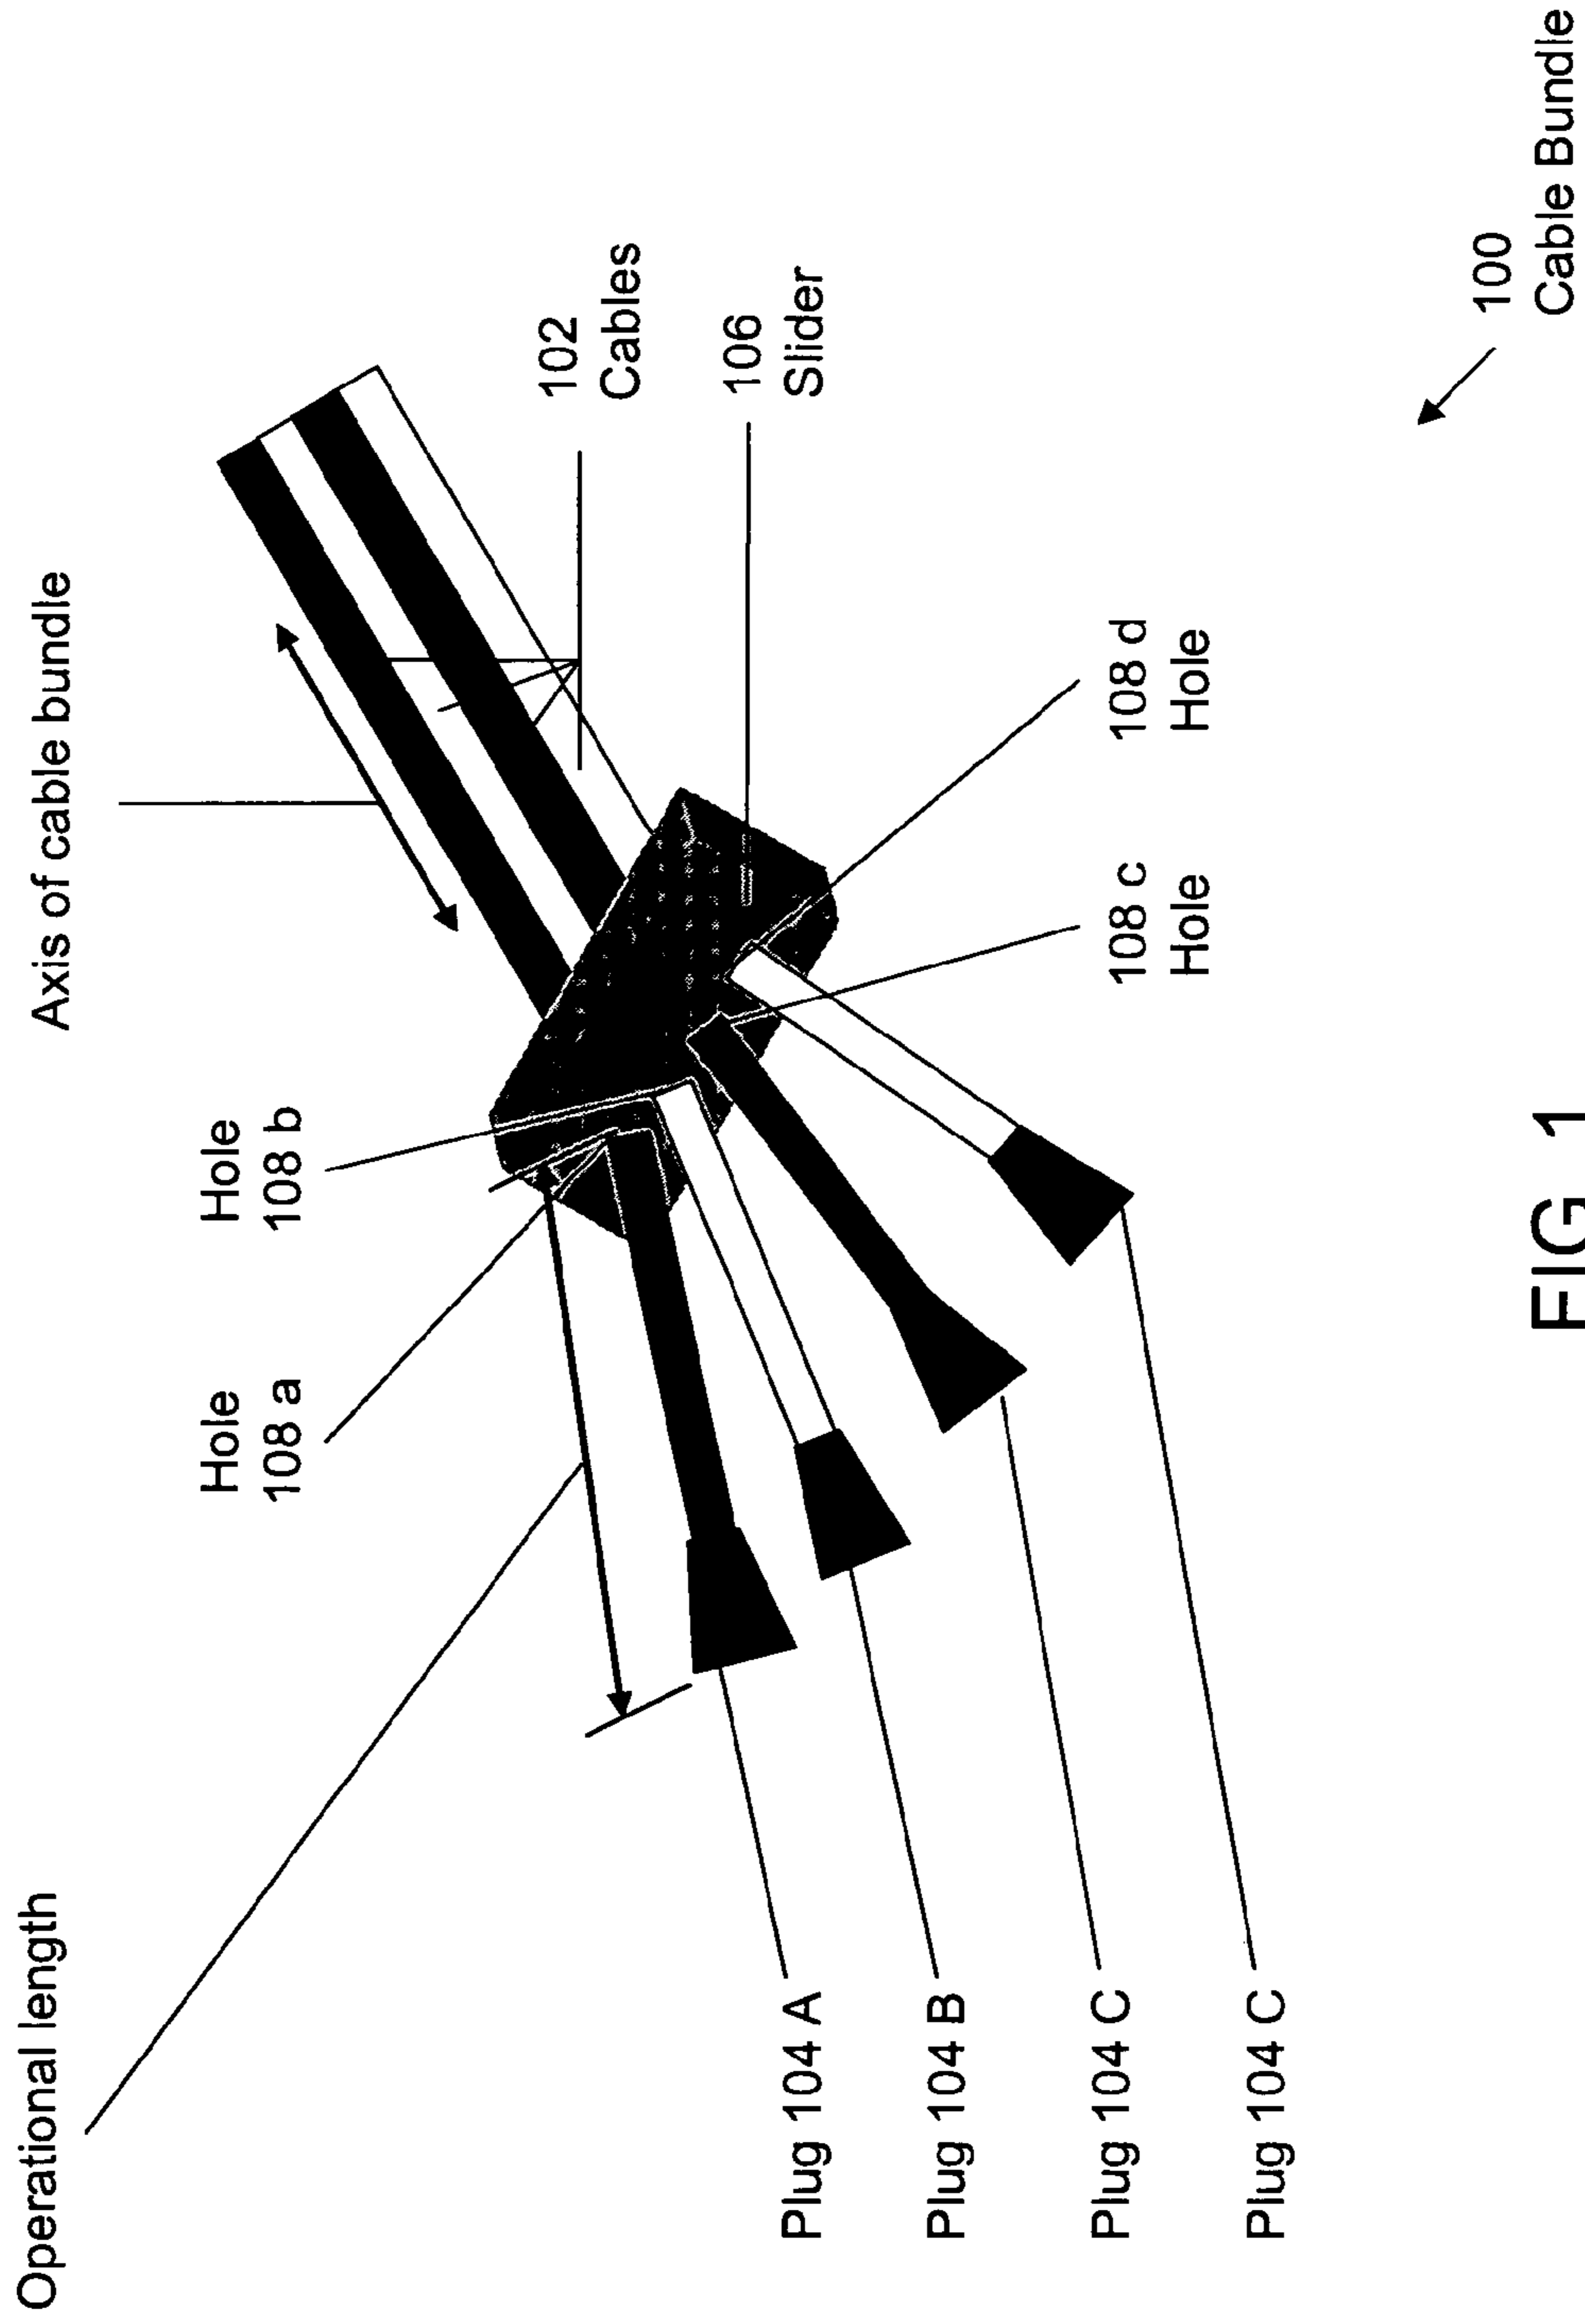 Operational length
Axis of cable bundle
Hole
108 a
Hole
108 b
102
Cables
106
Slider
Plug 104 A
Plug 104 B
Plug 104 C
Plug 104 C
108 c
Hole
108 d
Hole
100
Cable Bundle
FIG 1